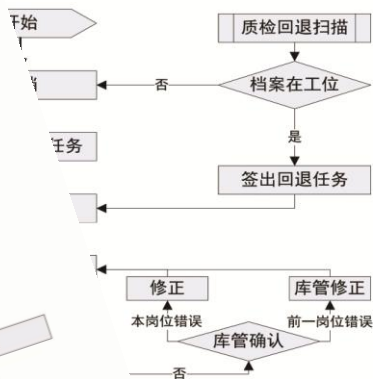 开始
质检回退扫描
档案在工位
否
是
任务
签出回退任务
修正
库管修正
本岗位错误
前一岗位错误
库管确认
否